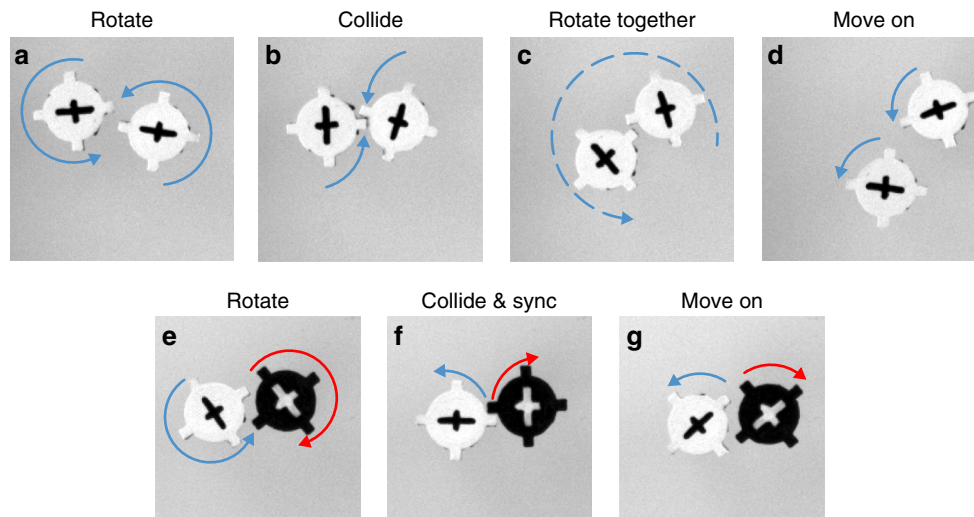 Rotate Collide Rotate together Move on
a b c d
Rotate Collide & sync Move on
e f g